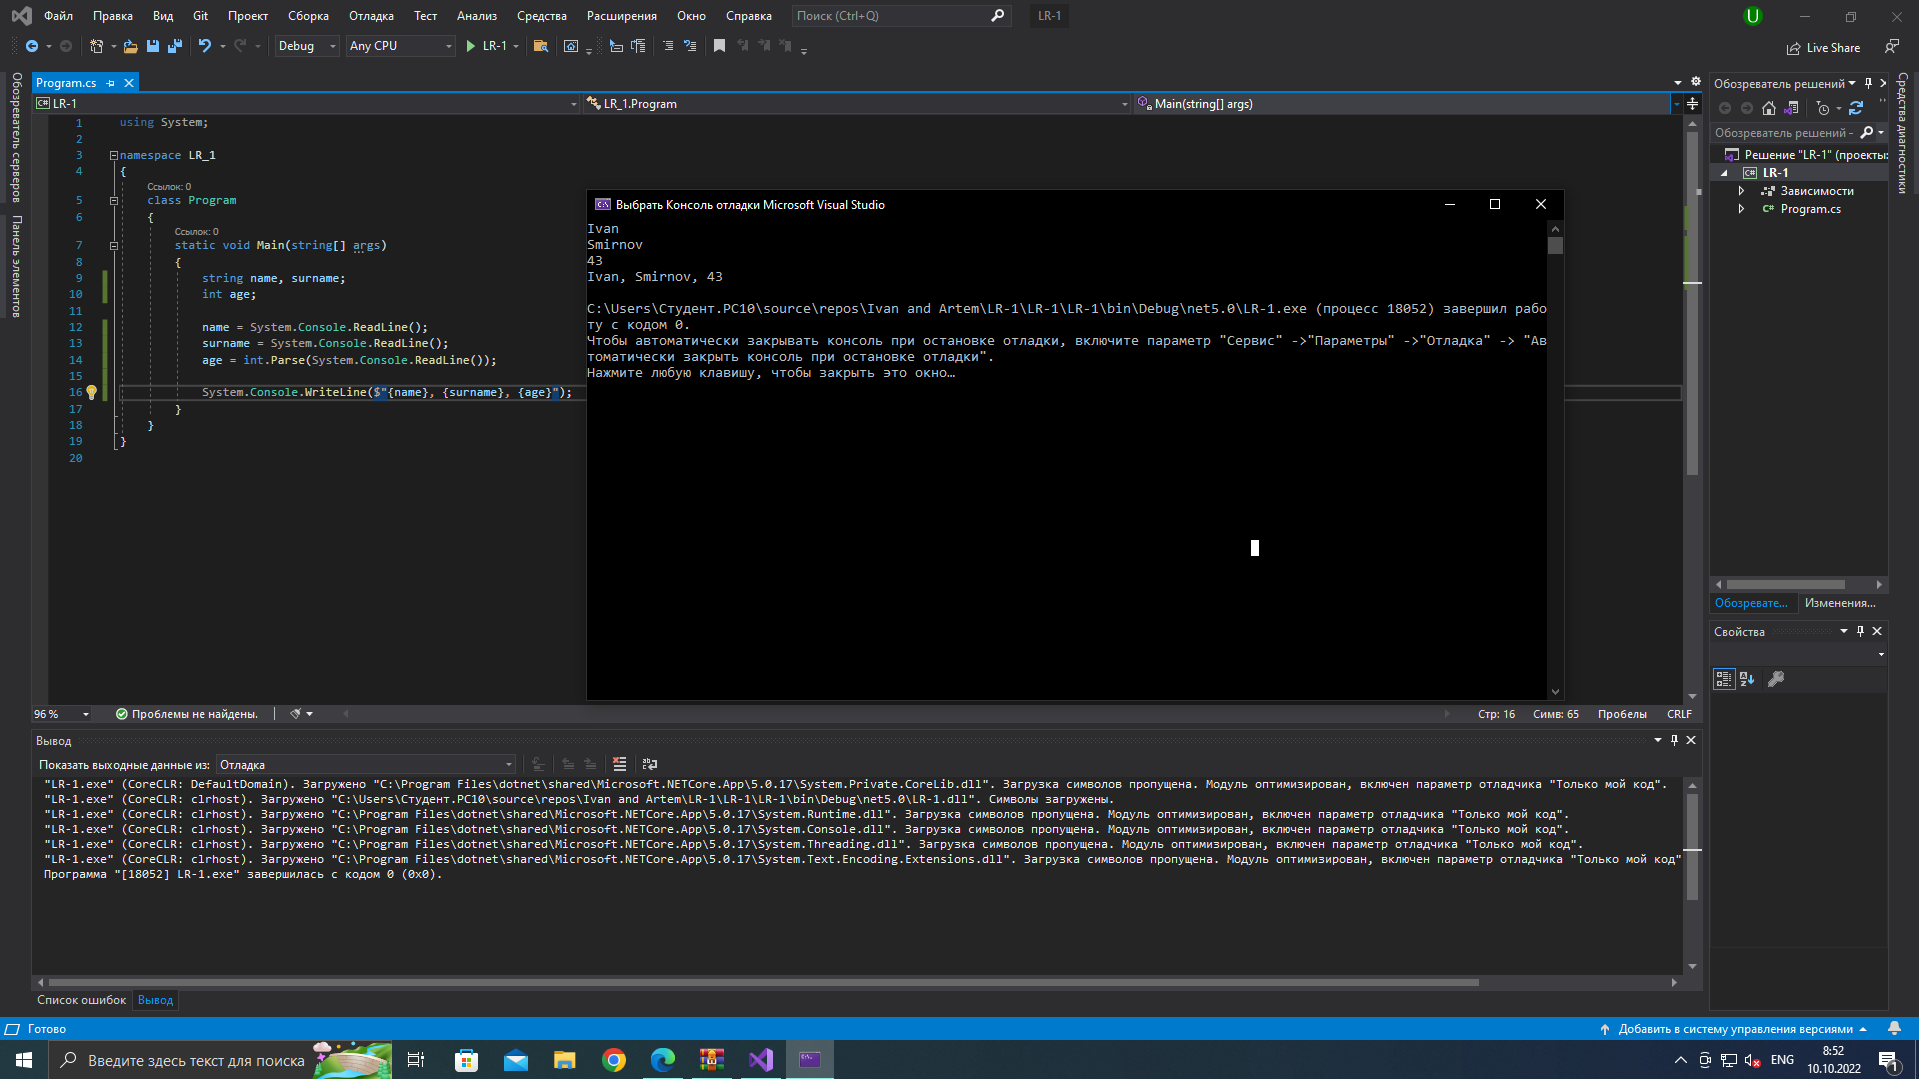 Файл Правка Вид Git Проект Сборка Отладка Тест Анализ Средства Расширения Окно Справка Поиск (Ctrl+Q) LR-1 U
Debug Any CPU LR-1 Live Share
Обозреватель серверов
Панель элементов
Program.cs
LR-1 LR_1.Program Main(string[] args)
1 using System;
2
3 namespace LR_1
4 {
Ссылок: 0
5 class Program
6 {
Ссылок: 0
7 static void Main(string[] args)
8 {
9 string name, surname;
10 int age;
11
12 name = System.Console.ReadLine();
13 surname = System.Console.ReadLine();
14 age = int.Parse(System.Console.ReadLine());
15
16 System.Console.WriteLine($"{name}, {surname}, {age}");
17 }
18 }
19 }
20
Выбрать Консоль отладки Microsoft Visual Studio
Ivan
Smirnov
43
Ivan, Smirnov, 43
C:\Users\Студент.PC10\source\repos\Ivan and Artem\LR-1\LR-1\LR-1\bin\Debug\net5.0\LR-1.exe (процесс 18052) завершил рабо
ту с кодом 0.
Чтобы автоматически закрывать консоль при остановке отладки, включите параметр "Сервис" ->"Параметры" ->"Отладка" -> "Ав
томатически закрыть консоль при остановке отладки".
Нажмите любую клавишу, чтобы закрыть это окно…
96 % Проблемы не найдены. Стр: 16 Симв: 65 Пробелы CRLF
Обозреватель решений
Обозреватель решений -
Решение "LR-1" (проекты:
LR-1
Зависимости
Program.cs
Обозревате... Изменения...
Свойства
Средства диагностики
Вывод
Показать выходные данные из: Отладка
"LR-1.exe" (CoreCLR: DefaultDomain). Загружено "C:\Program Files\dotnet\shared\Microsoft.NETCore.App\5.0.17\System.Private.CoreLib.dll". Загрузка символов пропущена. Модуль оптимизирован, включен параметр отладчика "Только мой код".
"LR-1.exe" (CoreCLR: clrhost). Загружено "C:\Users\Студент.PC10\source\repos\Ivan and Artem\LR-1\LR-1\LR-1\bin\Debug\net5.0\LR-1.dll". Символы загружены.
"LR-1.exe" (CoreCLR: clrhost). Загружено "C:\Program Files\dotnet\shared\Microsoft.NETCore.App\5.0.17\System.Runtime.dll". Загрузка символов пропущена. Модуль оптимизирован, включен параметр отладчика "Только мой код".
"LR-1.exe" (CoreCLR: clrhost). Загружено "C:\Program Files\dotnet\shared\Microsoft.NETCore.App\5.0.17\System.Console.dll". Загрузка символов пропущена. Модуль оптимизирован, включен параметр отладчика "Только мой код".
"LR-1.exe" (CoreCLR: clrhost). Загружено "C:\Program Files\dotnet\shared\Microsoft.NETCore.App\5.0.17\System.Threading.dll". Загрузка символов пропущена. Модуль оптимизирован, включен параметр отладчика "Только мой код".
"LR-1.exe" (CoreCLR: clrhost). Загружено "C:\Program Files\dotnet\shared\Microsoft.NETCore.App\5.0.17\System.Text.Encoding.Extensions.dll". Загрузка символов пропущена. Модуль оптимизирован, включен параметр отладчика "Только мой код"
Программа "[18052] LR-1.exe" завершилась с кодом 0 (0x0).
Список ошибок Вывод
Готово Добавить в систему управления версиями
Введите здесь текст для поиска ENG 8:52
10.10.2022 1